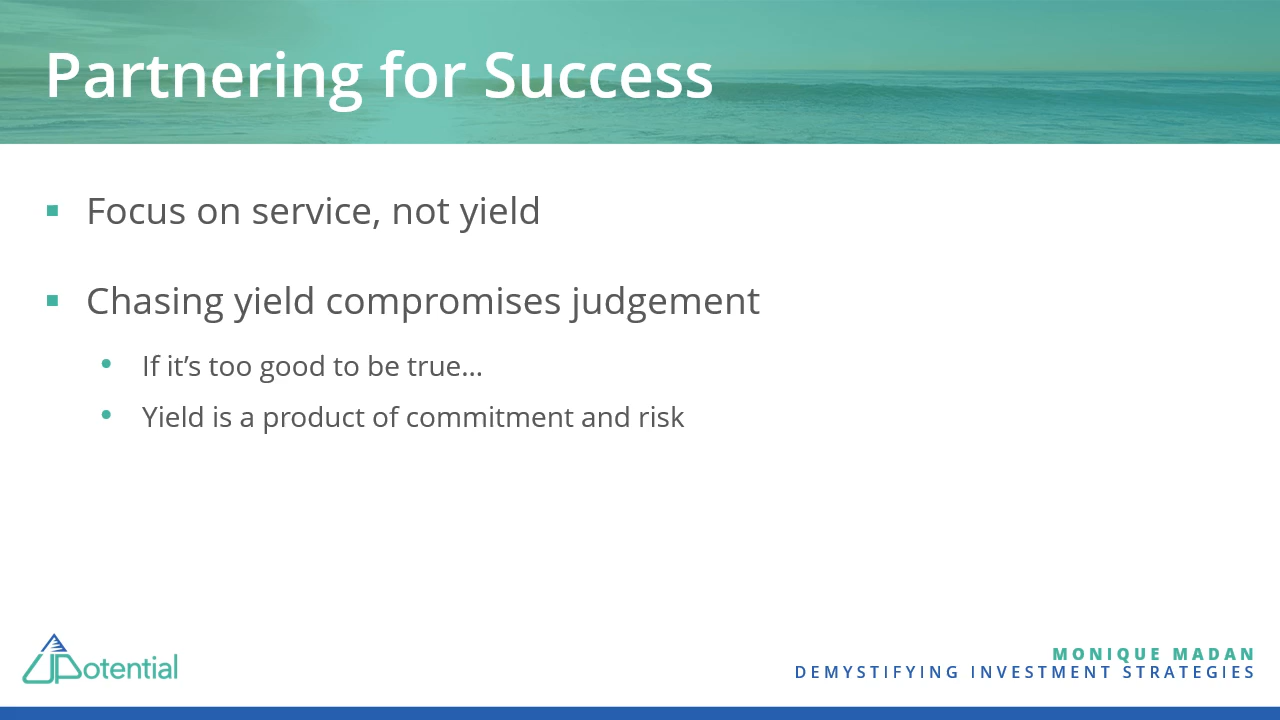 Partnering for Success
Focus on service, not yield
Chasing yield compromises judgement
If it’s too good to be true…
Yield is a product of commitment and risk
UPotential
MONIQUE MADAN
DEMYSTIFYING INVESTMENT STRATEGIES